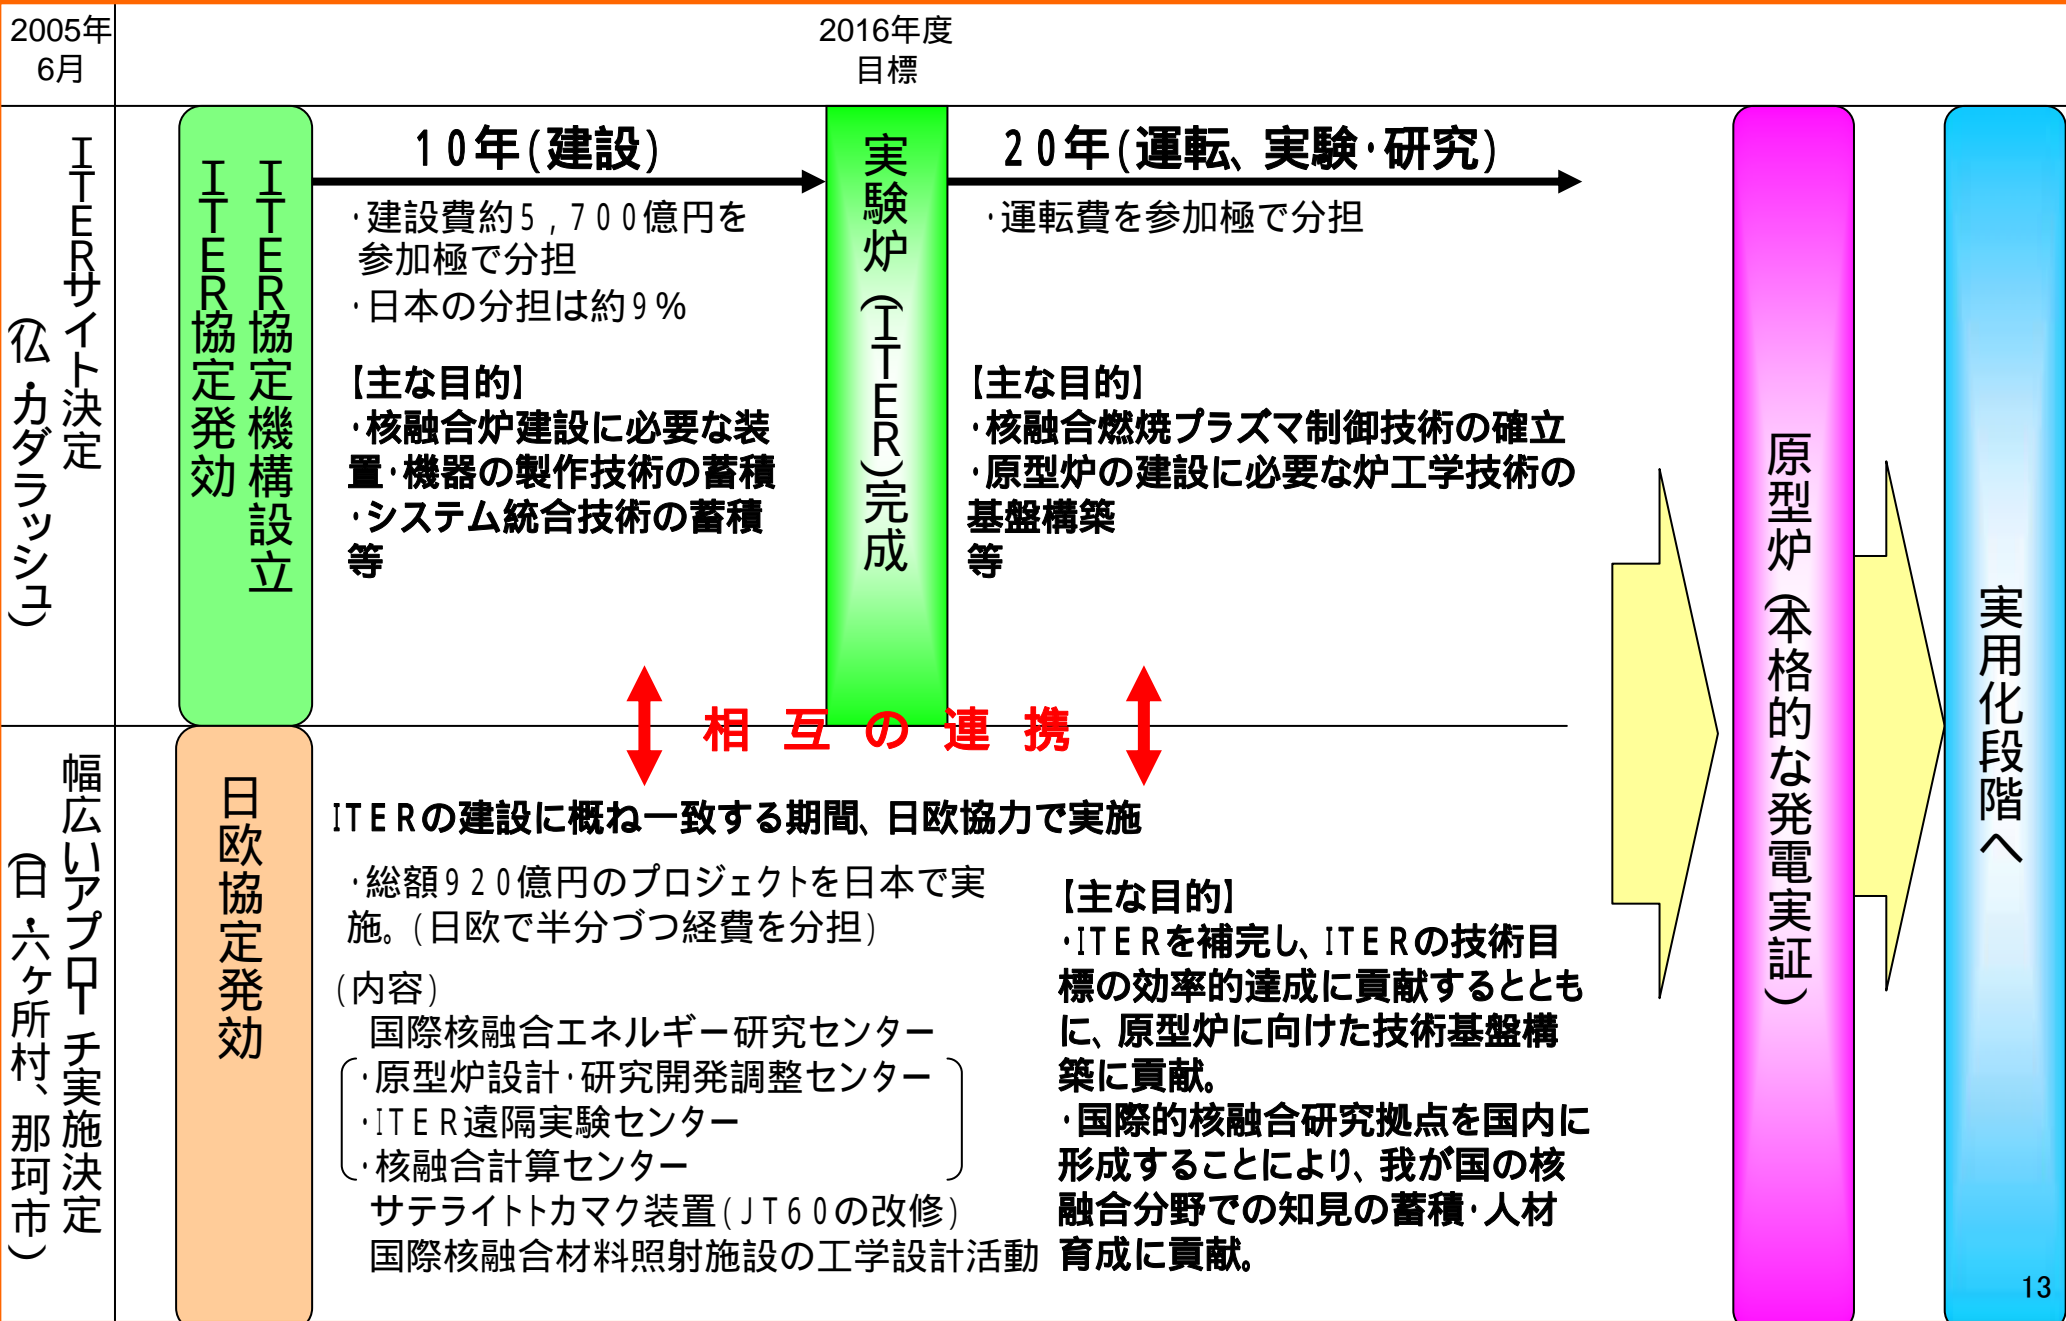 2005年
6月
2016年度
目標
ITERサイト決定
(仏・カダラッシュ)
ITER協定機構設立
ITER協定発効
10年(建設)
・建設費約5,700億円を
参加極で分担
・日本の分担は約9%
【主な目的】
・核融合炉建設に必要な装
置・機器の製作技術の蓄積
・システム統合技術の蓄積
等
実験炉(ITER)完成
20年(運転、実験・研究)
・運転費を参加極で分担
【主な目的】
・核融合燃焼プラズマ制御技術の確立
・原型炉の建設に必要な炉工学技術の
基盤構築
等
相互の連携
幅広いアプローチ実施決定
(日・六ヶ所村、那珂市)
日欧協定発効
ITERの建設に概ね一致する期間、日欧協力で実施
・総額920億円のプロジェクトを日本で実
施。(日欧で半分づつ経費を分担)
(内容)
国際核融合エネルギー研究センター
・原型炉設計・研究開発調整センター
・ITER遠隔実験センター
・核融合計算センター
サテライトトカマク装置(JT60の改修)
国際核融合材料照射施設の工学設計活動
【主な目的】
・ITERを補完し、ITERの技術目
標の効率的達成に貢献するととも
に、原型炉に向けた技術基盤構
築に貢献。
・国際的核融合研究拠点を国内に
形成することにより、我が国の核
融合分野での知見の蓄積・人材
育成に貢献。
原型炉(本格的な発電実証)
実用化段階へ
13